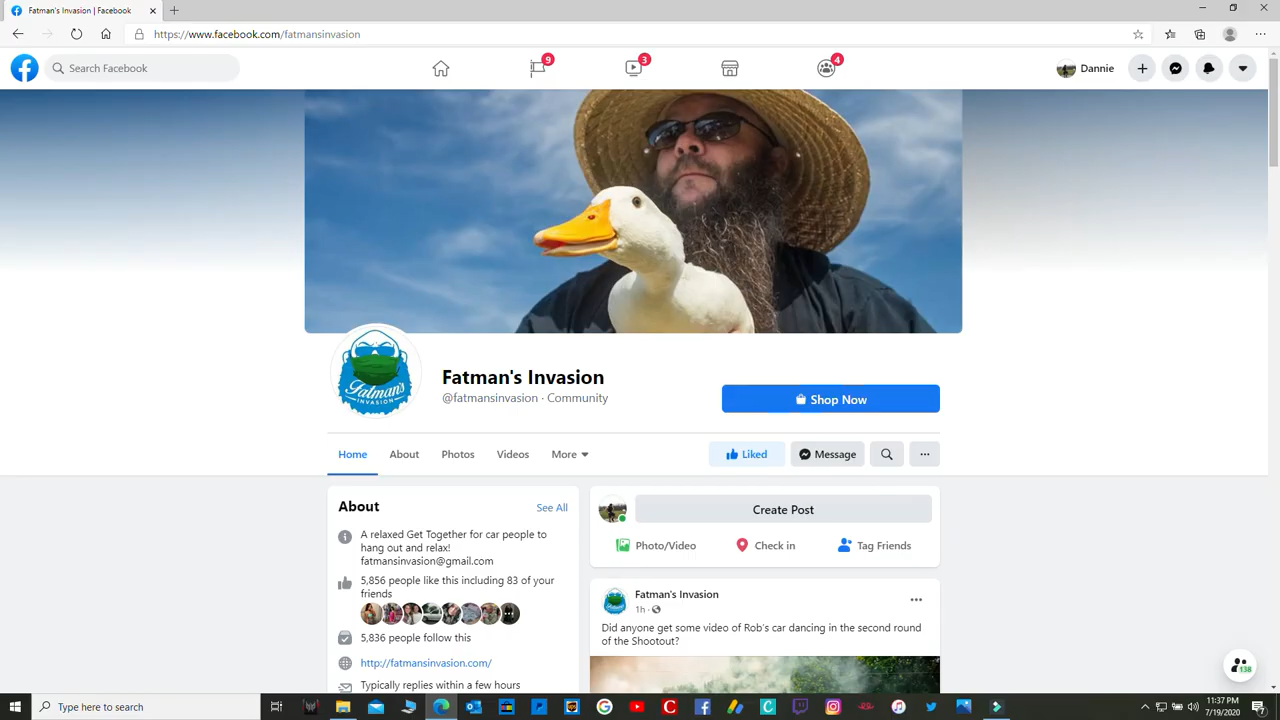 Fatman's Invasion | Facebook
https://www.facebook.com/fatmansinvasion
Search Facebook
9
3
4
Dannie
Fatman's
INVASION
Fatman's Invasion
@fatmansinvasion · Community
Shop Now
Home
About
Photos
Videos
More
Liked
Message
About
See All
A relaxed Get Together for car people to
hang out and relax!
fatmansinvasion@gmail.com
5,856 people like this including 83 of your
friends
5,836 people follow this
http://fatmansinvasion.com/
Typically replies within a few hours
Create Post
Photo/Video
Check in
Tag Friends
Fatman's Invasion
1h ·
Did anyone get some video of Rob's car dancing in the second round
of the Shootout?
138
Type here to search
11:37 PM
7/19/2020